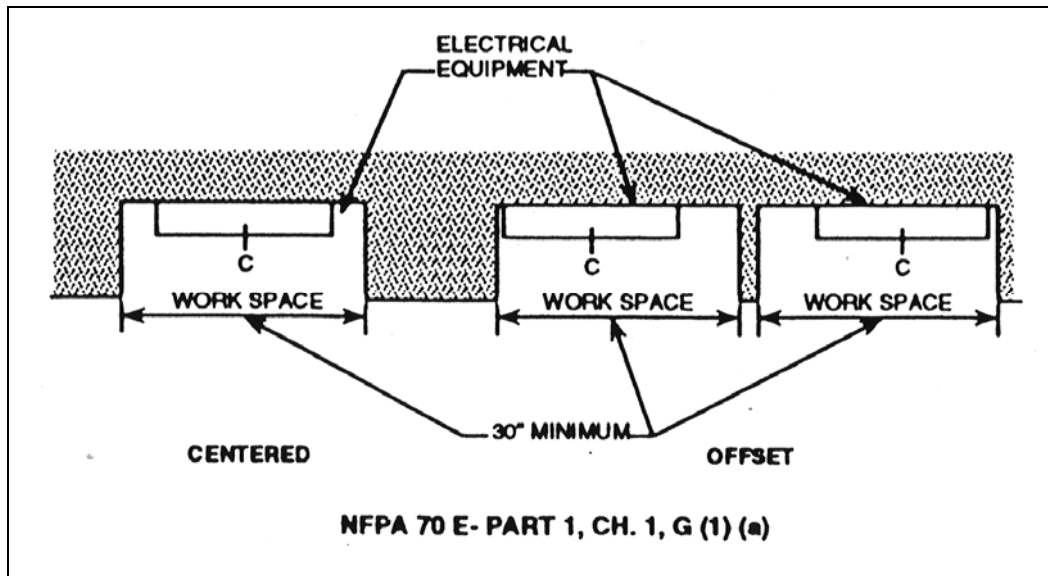 ELECTRICAL
EQUIPMENT
C
C
C
WORK SPACE
WORK SPACE
WORK SPACE
30" MINIMUM
CENTERED
OFFSET
NFPA 70 E- PART 1, CH. 1, G (1) (a)